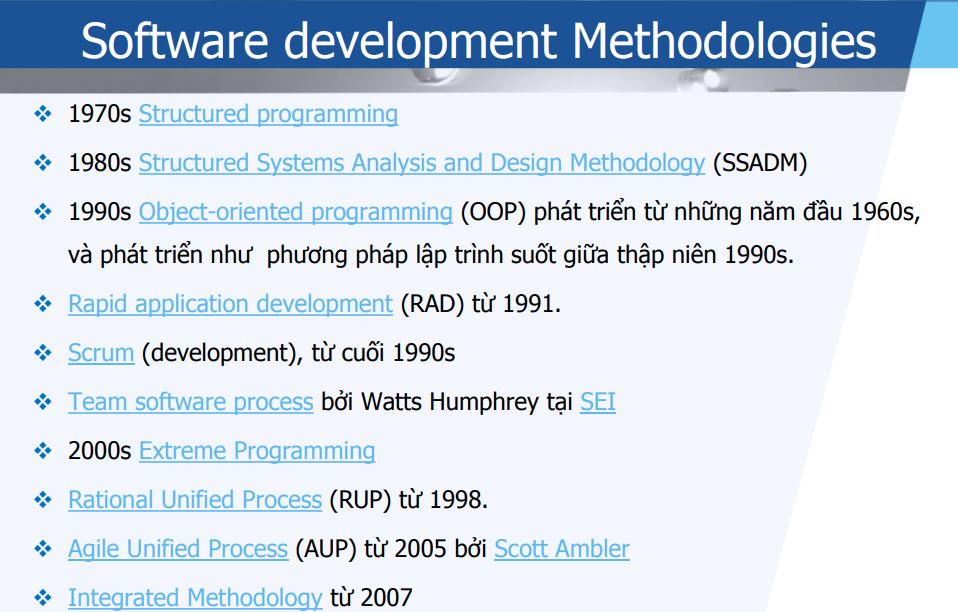 Software development Methodologies
❖ 1970s Structured programming
❖ 1980s Structured Systems Analysis and Design Methodology (SSADM)
❖ 1990s Object-oriented programming (OOP) phát triển từ những năm đầu 1960s,
và phát triển như phương pháp lập trình suốt giữa thập niên 1990s.
❖ Rapid application development (RAD) từ 1991.
❖ Scrum (development), từ cuối 1990s
❖ Team software process bởi Watts Humphrey tại SEI
❖ 2000s Extreme Programming
❖ Rational Unified Process (RUP) từ 1998.
❖ Agile Unified Process (AUP) từ 2005 bởi Scott Ambler
❖ Integrated Methodology từ 2007